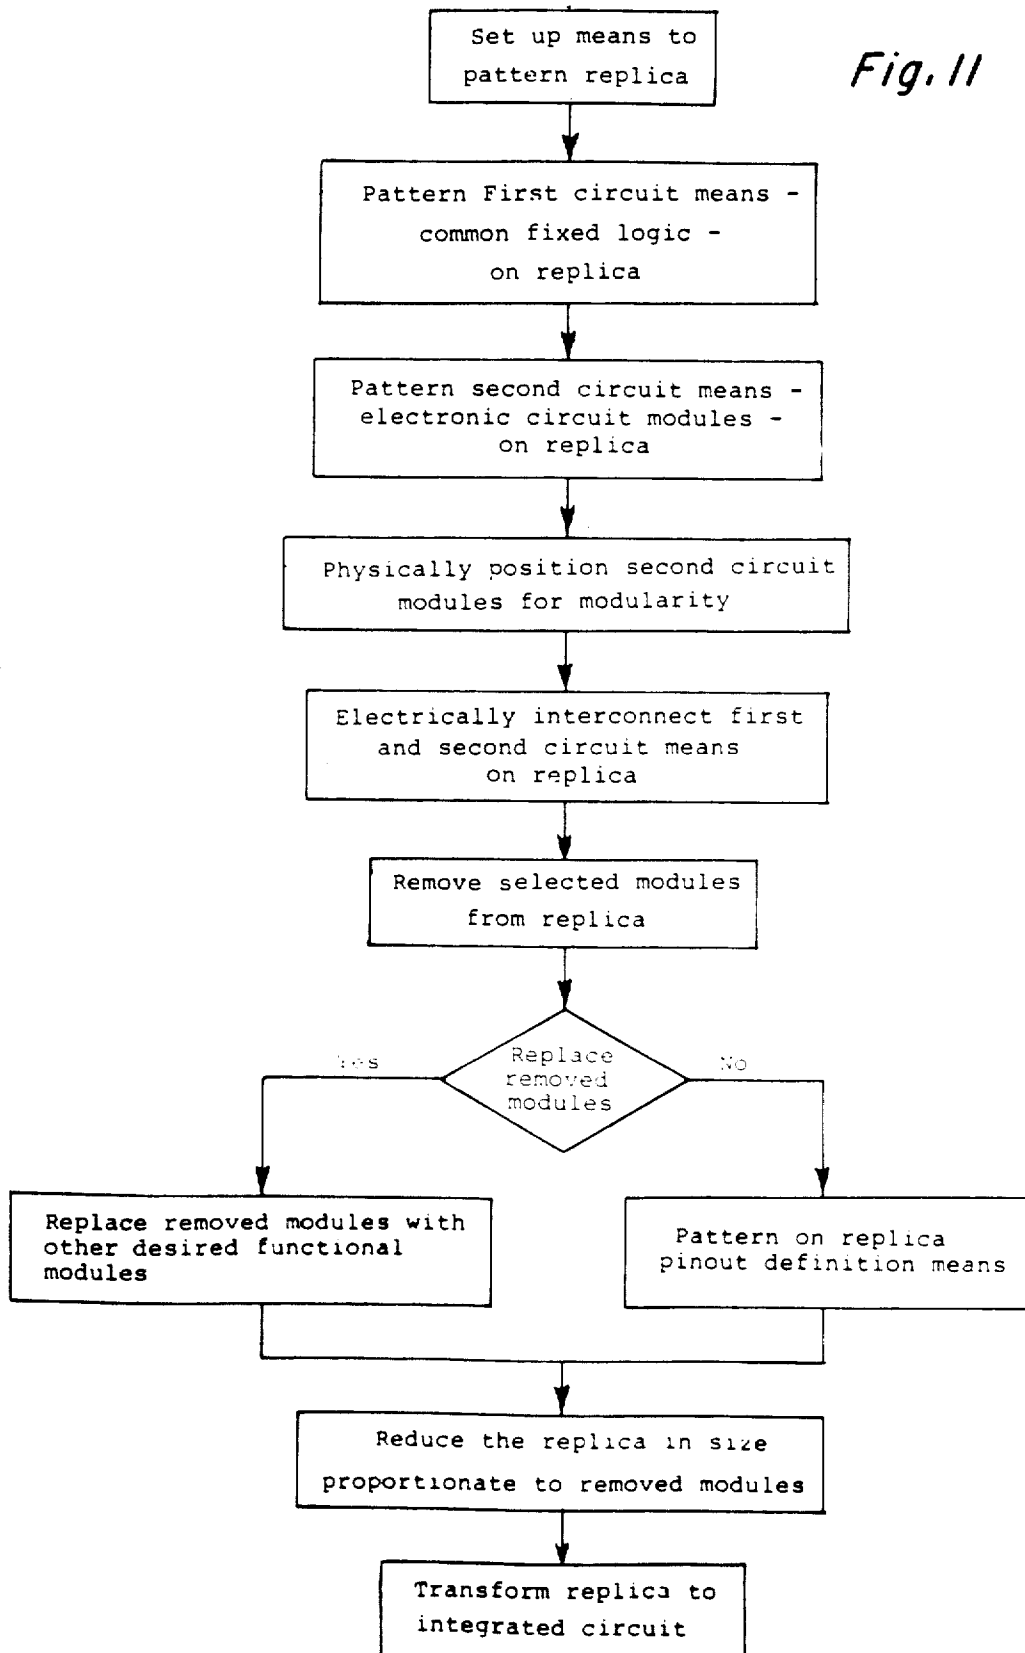 Fig. 11
Set up means to
pattern replica
Pattern First circuit means -
common fixed logic -
on replica
Pattern second circuit means -
electronic circuit modules -
on replica
Physically position second circuit
modules for modularity
Electrically interconnect first
and second circuit means
on replica
Remove selected modules
from replica
Replace
removed
modules
Yes
No
Replace removed modules with
other desired functional
modules
Pattern on replica
pinout definition means
Reduce the replica in size
proportionate to removed modules
Transform replica to
integrated circuit